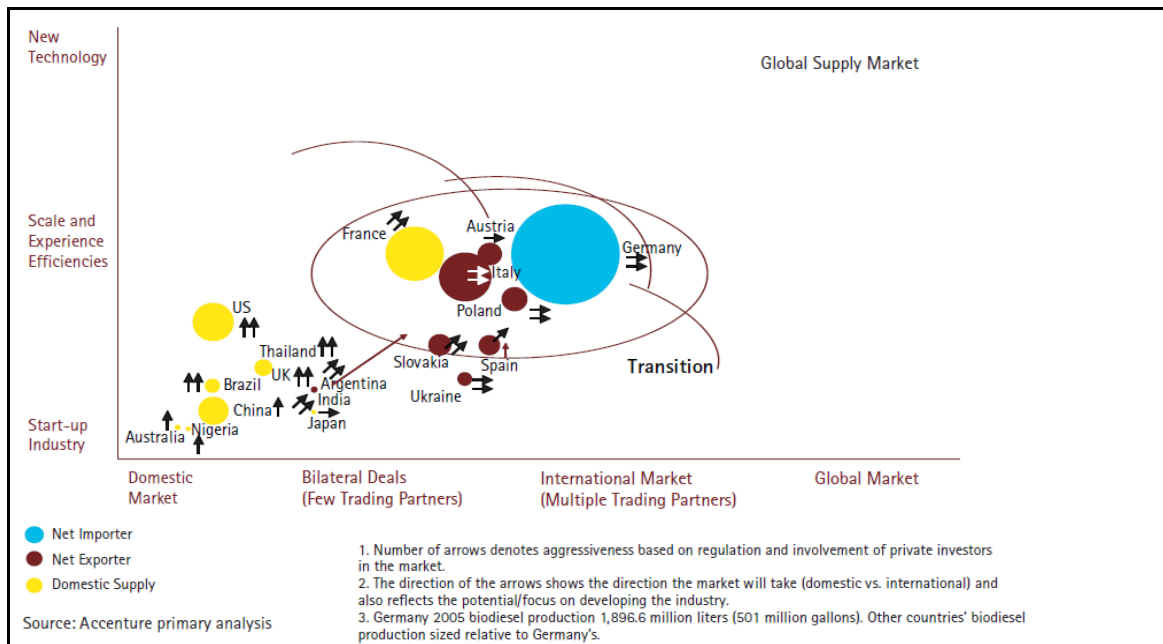 New
Technology
Global Supply Market
Scale and
Experience
Efficiencies
France
Austria
Germany
Italy
Poland
US
Thailand
Slovakia
Spain
Transition
UK
Argentina
Brazil
Ukraine
India
China
Japan
Start-up
Industry
Australia
Nigeria
Domestic
Market
Bilateral Deals
(Few Trading Partners)
International Market
(Multiple Trading Partners)
Global Market
Net Importer
Net Exporter
Domestic Supply
Source: Accenture primary analysis
1. Number of arrows denotes aggressiveness based on regulation and involvement of private investors
in the market.
2. The direction of the arrows shows the direction the market will take (domestic vs. international) and
also reflects the potential/focus on developing the industry.
3. Germany 2005 biodiesel production 1,896.6 million liters (501 million gallons). Other countries' biodiesel
production sized relative to Germany's.